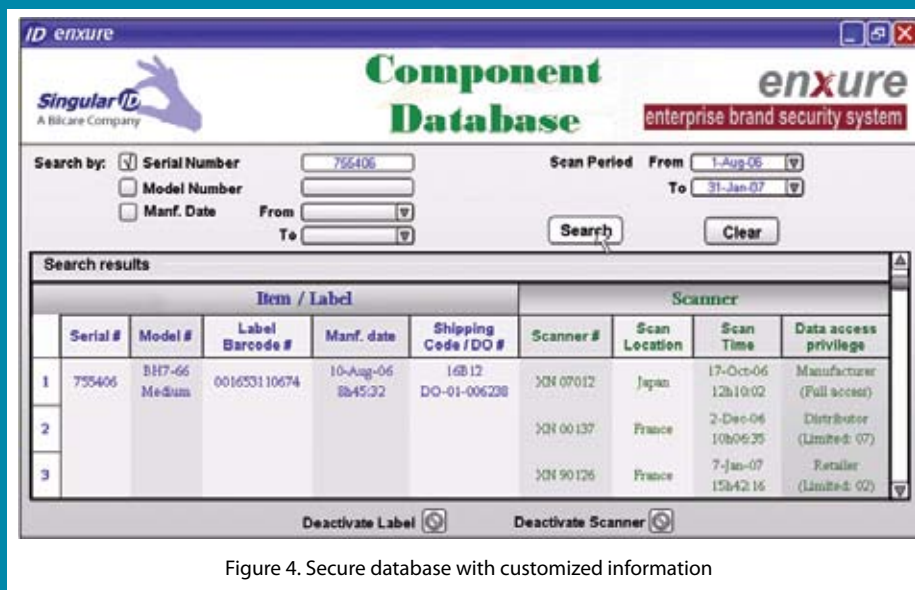 ID enxure
Singular ID
A Bilcare Company
Component
Database
enxure
enterprise brand security system
Search by: Serial Number 755406 Scan Period From 1-Aug-06
Model Number To 31-Jan-07
Manf. Date From
To Search Clear
Search results
Item / Label Scanner
Serial # Model # Label Barcode # Manf. date Shipping Code / DO # Scanner # Scan Location Scan Time Data access privilege
1 755406 BH7-66 Medium 001653110674 10-Aug-06 8h45:32 16B12 DO-01-006238 XN 07012 Japan 17-Oct-06 12h10:02 Manufacturer (Full access)
2 XN 00137 France 2-Dec-06 10h06:35 Distributor (Limited: 07)
3 XN 90126 France 7-Jan-07 15h42:16 Retailer (Limited: 02)
Deactivate Label Deactivate Scanner
Figure 4. Secure database with customized information